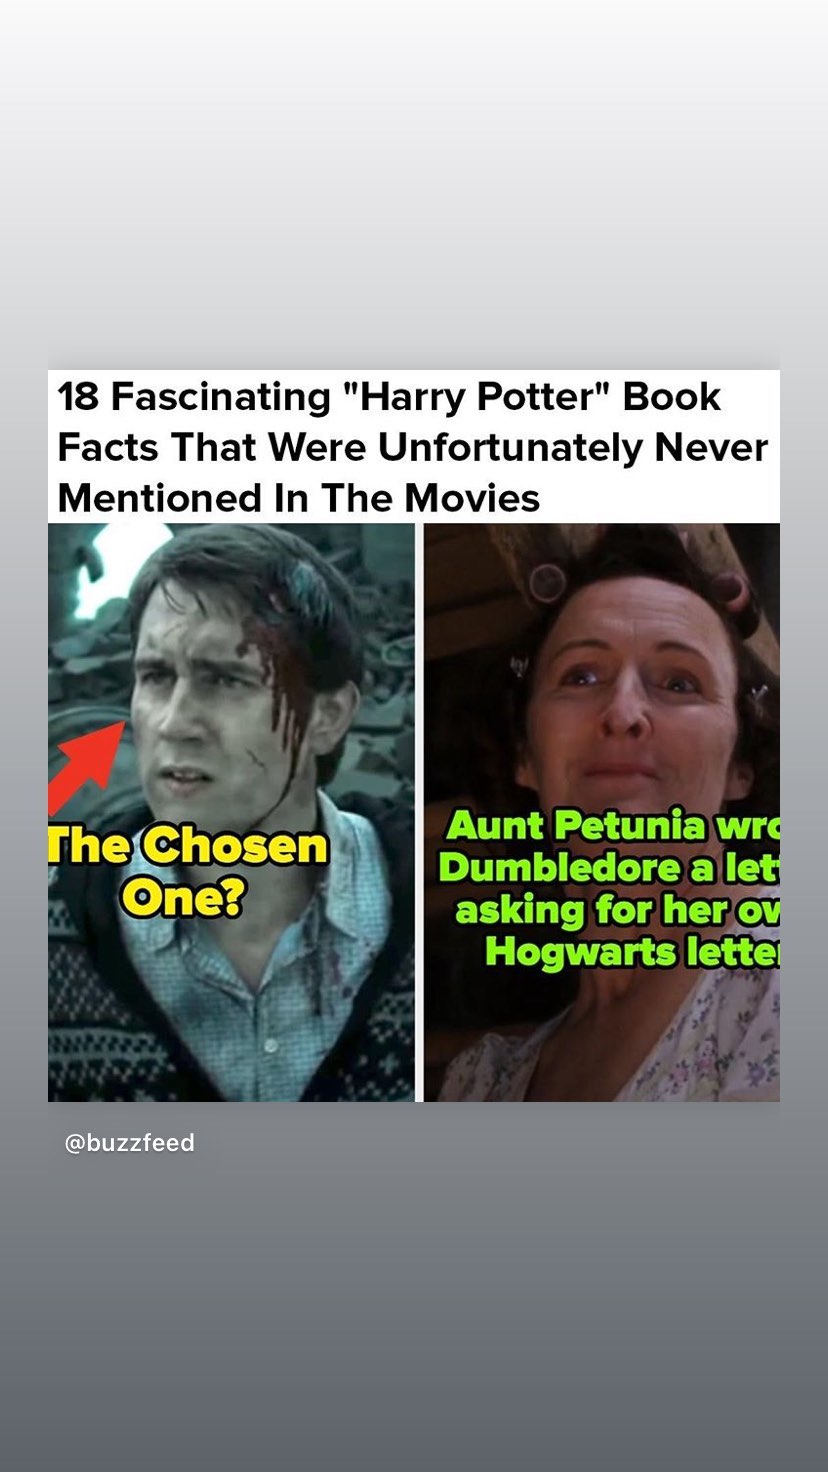 18 Fascinating "Harry Potter" Book
Facts That Were Unfortunately Never
Mentioned In The Movies
The Chosen
One?
Aunt Petunia
Dumbledore a
asking for her
Hogwarts
@buzzfeed